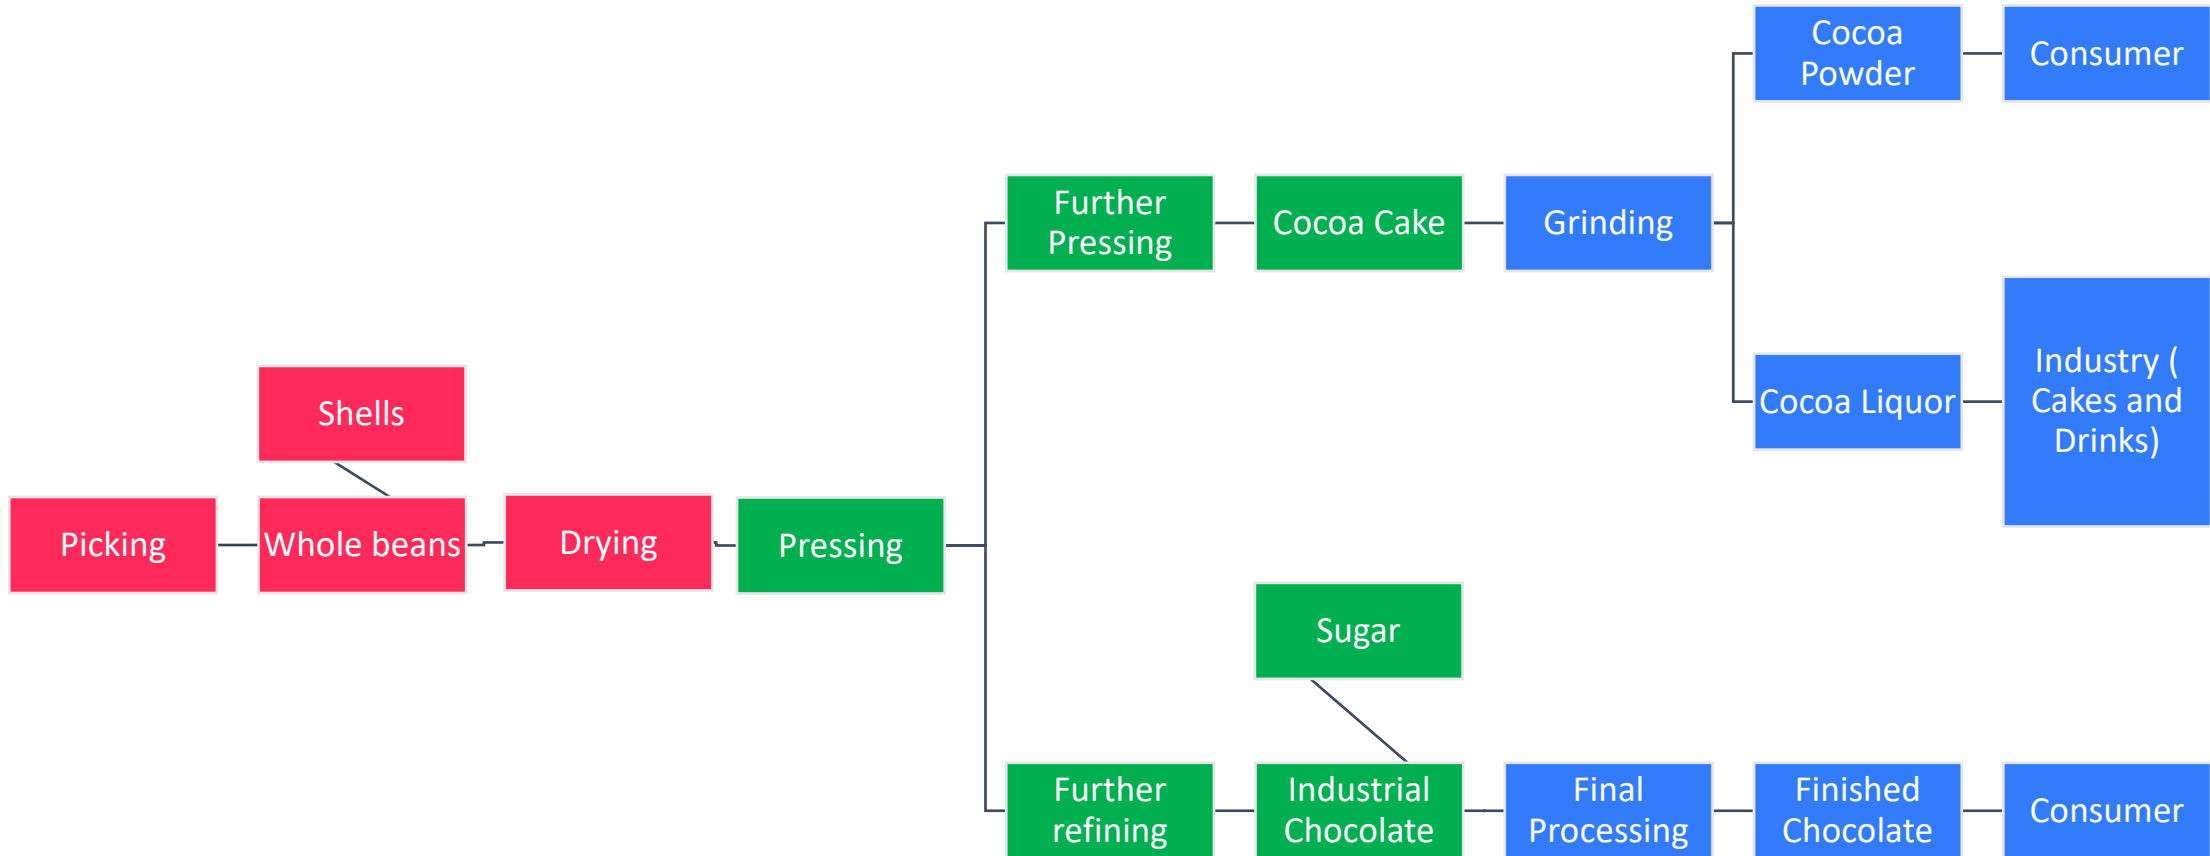 Cocoa
Powder
Consumer
Further
Pressing
Cocoa Cake
Grinding
Shells
Cocoa Liquor
Industry (
Cakes and
Drinks)
Picking
Whole beans
Drying
Pressing
Sugar
Further
refining
Industrial
Chocolate
Final
Processing
Finished
Chocolate
Consumer